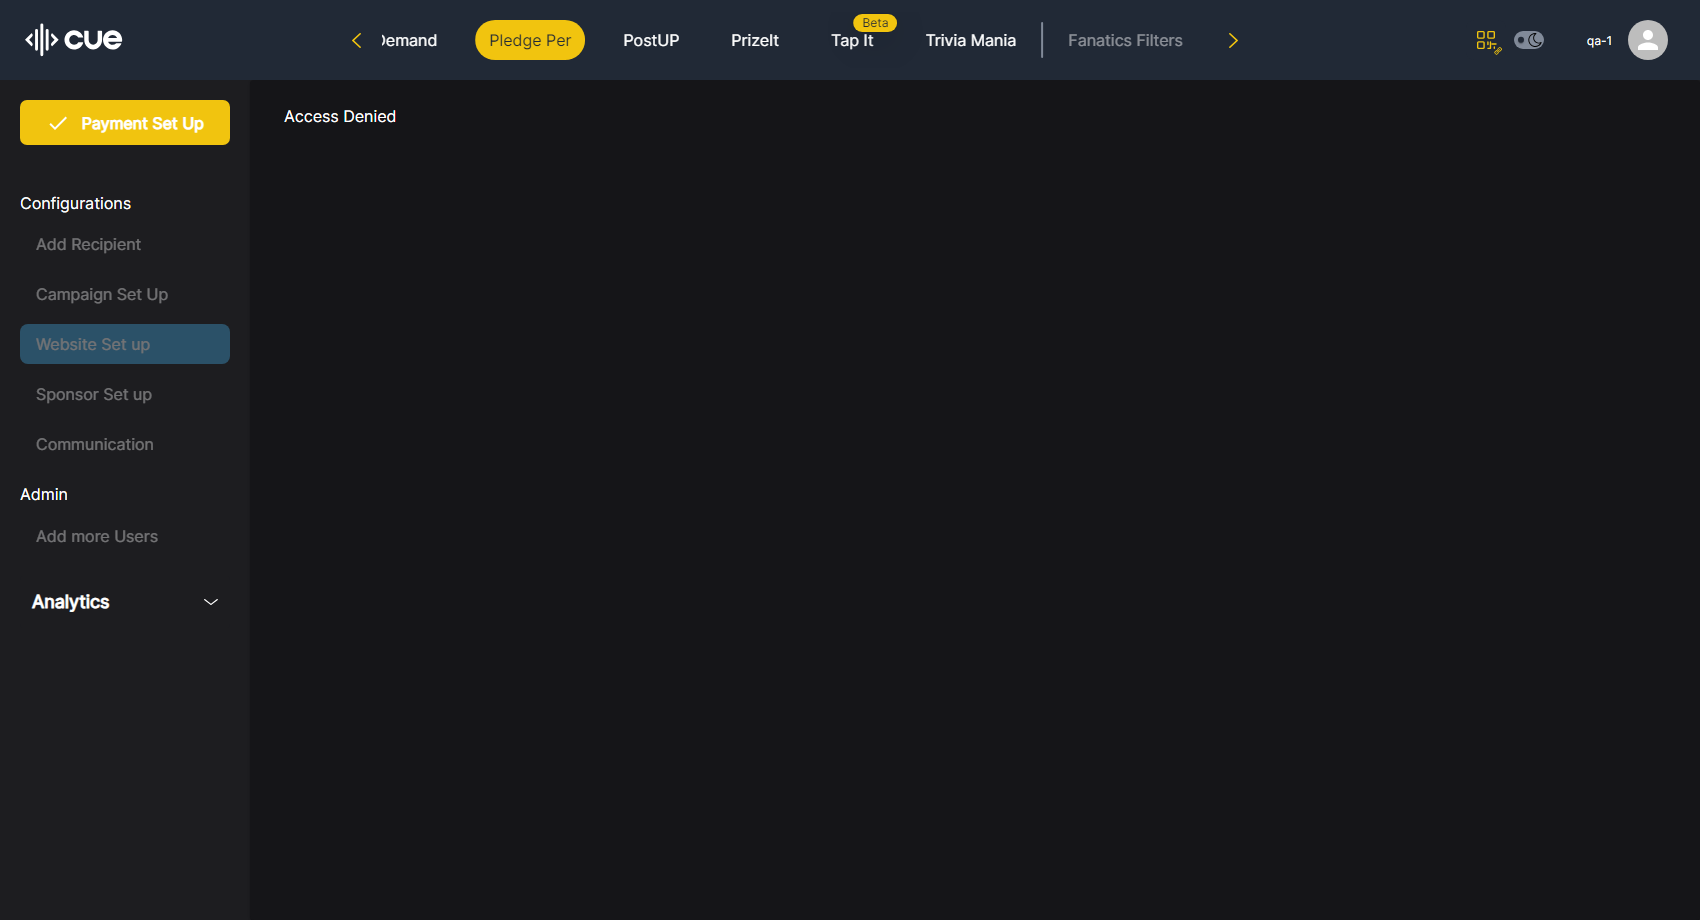 cue
Demand
Pledge Per
PostUP
PrizeIt
Beta
Tap It
Trivia Mania
Fanatics Filters
qa-1
Payment Set Up
Access Denied
Configurations
Add Recipient
Campaign Set Up
Website Set up
Sponsor Set up
Communication
Admin
Add more Users
Analytics